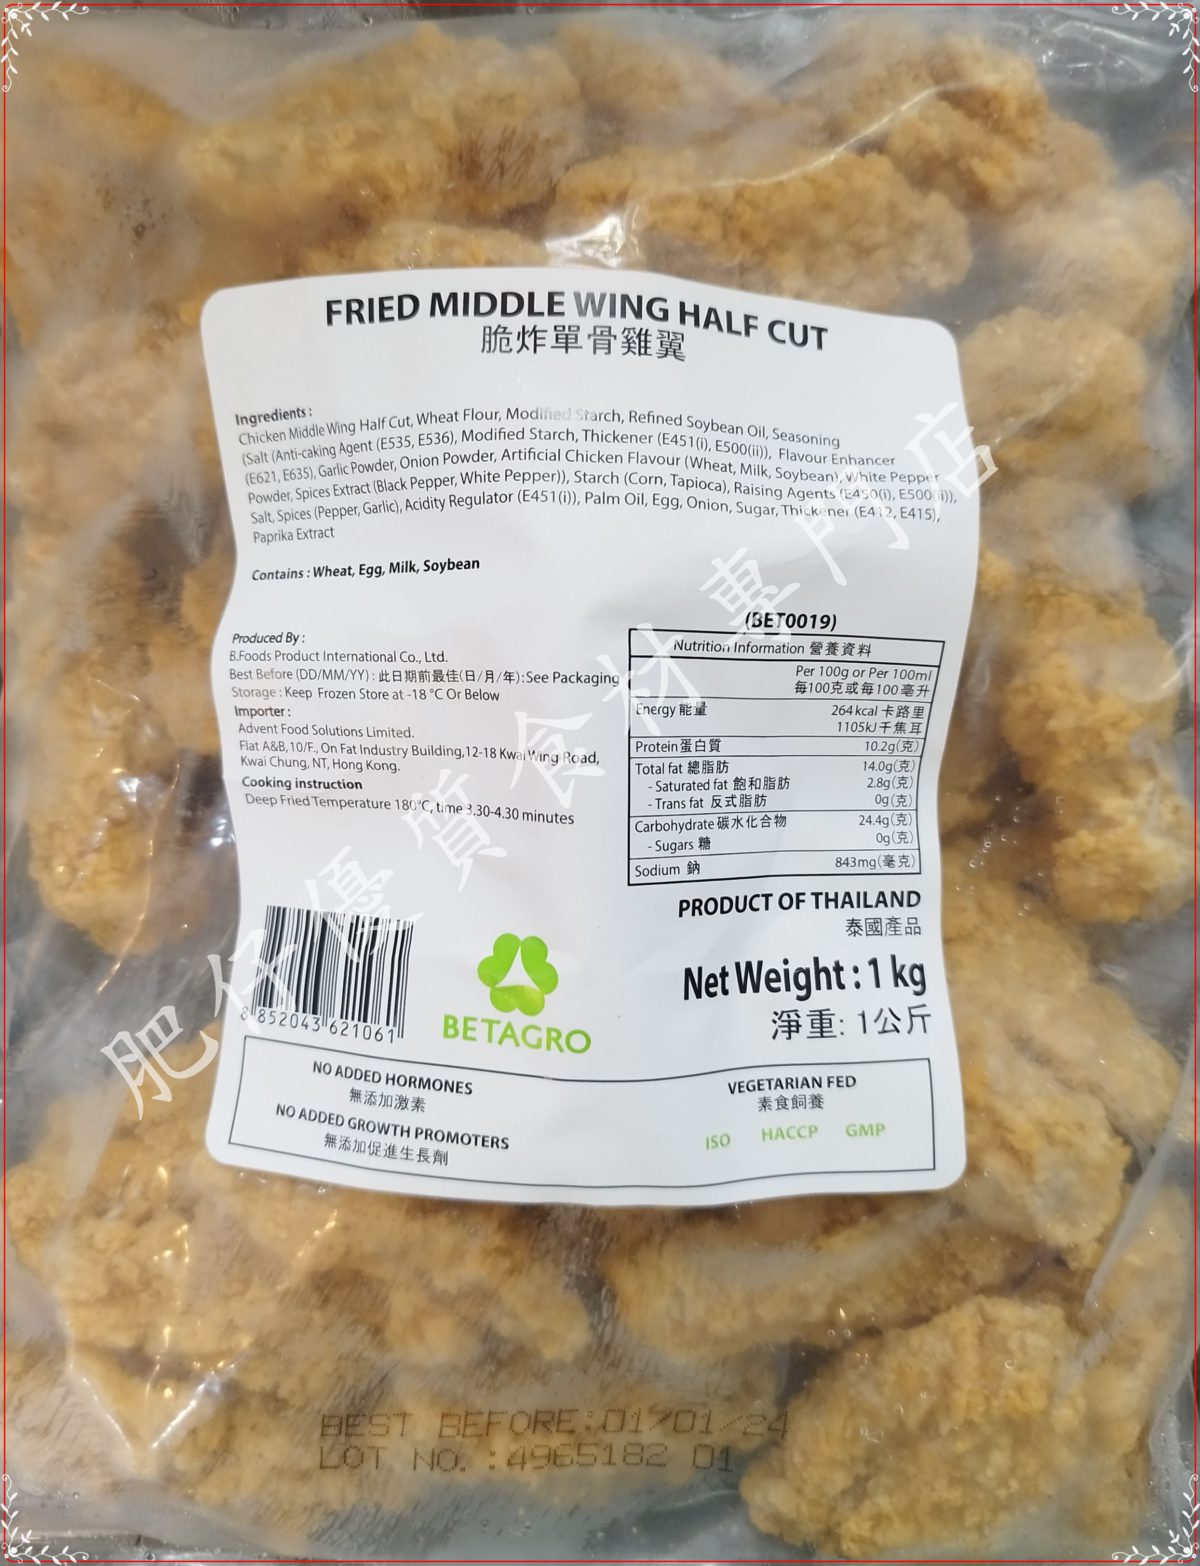 FRIED MIDDLE WING HALF CUT
脆炸單骨雞翼
Ingredients :
Chicken Middle Wing Half Cut, Wheat Flour, Modified Starch, Refined Soybean Oil, Seasoning
(Salt (Anti-caking Agent (E535, E536), Modified Starch, Thickener (E451(i), E500(ii)), Flavour Enhancer
(E621, E635), Garlic Powder, Onion Powder, Artificial Chicken Flavour (Wheat, Milk, Soybean), White Pepper
Powder, Spices Extract (Black Pepper, White Pepper)), Starch (Corn, Tapioca), Raising Agents (E450(i), E500(ii)),
Salt, Spices (Pepper, Garlic), Acidity Regulator (E451(i)), Palm Oil, Egg, Onion, Sugar, Thickener (E412, E415),
Paprika Extract
Contains : Wheat, Egg, Milk, Soybean
Produced By :
B.Foods Product International Co., Ltd.
Best Before (DD/MM/YY) : 此日期前最佳(日/月/年):See Packaging
Storage : Keep Frozen Store at -18 °C Or Below
Importer :
Advent Food Solutions Limited.
Flat A&B, 10/F., On Fat Industry Building, 12-18 Kwai Wing Road,
Kwai Chung, NT, Hong Kong.
Cooking instruction
Deep Fried Temperature 180°C, time 3.30-4.30 minutes
(BET0019)
Nutrition Information 營養資料
Per 100g or Per 100ml
每100克或每100毫升
Energy 能量 264 kcal 卡路里
1105kJ 千焦耳
Protein 蛋白質 10.2g(克)
Total fat 總脂肪 14.0g(克)
- Saturated fat 飽和脂肪 2.8g(克)
- Trans fat 反式脂肪 0g(克)
Carbohydrate 碳水化合物 24.4g(克)
- Sugars 糖 0g(克)
Sodium 鈉 843mg(毫克)
PRODUCT OF THAILAND
泰國產品
Net Weight : 1 kg
淨重: 1公斤
8 852043 621061
BETAGRO
NO ADDED HORMONES
無添加激素
NO ADDED GROWTH PROMOTERS
無添加促進生長劑
VEGETARIAN FED
素食飼養
ISO HACCP GMP
BEST BEFORE:01/01/24
LOT NO. :4965182 01
肥仔優質食材專門店